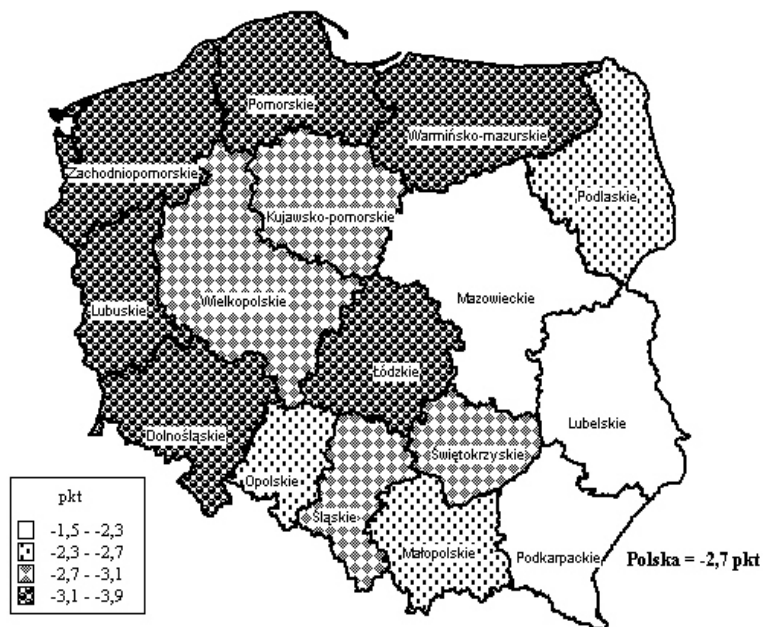 Pomorskie
Warmińsko-mazurskie
Zachodniopomorskie
Podlaskie
Kujawsko-pomorskie
Wielkopolskie
Mazowieckie
Lubuskie
Łódzkie
Dolnośląskie
Lubelskie
Świętokrzyskie
Opolskie
Śląskie
Małopolskie
Podkarpackie
Polska = -2,7 pkt
pkt
-1,5 - -2,3
-2,3 - -2,7
-2,7 - -3,1
-3,1 - -3,9